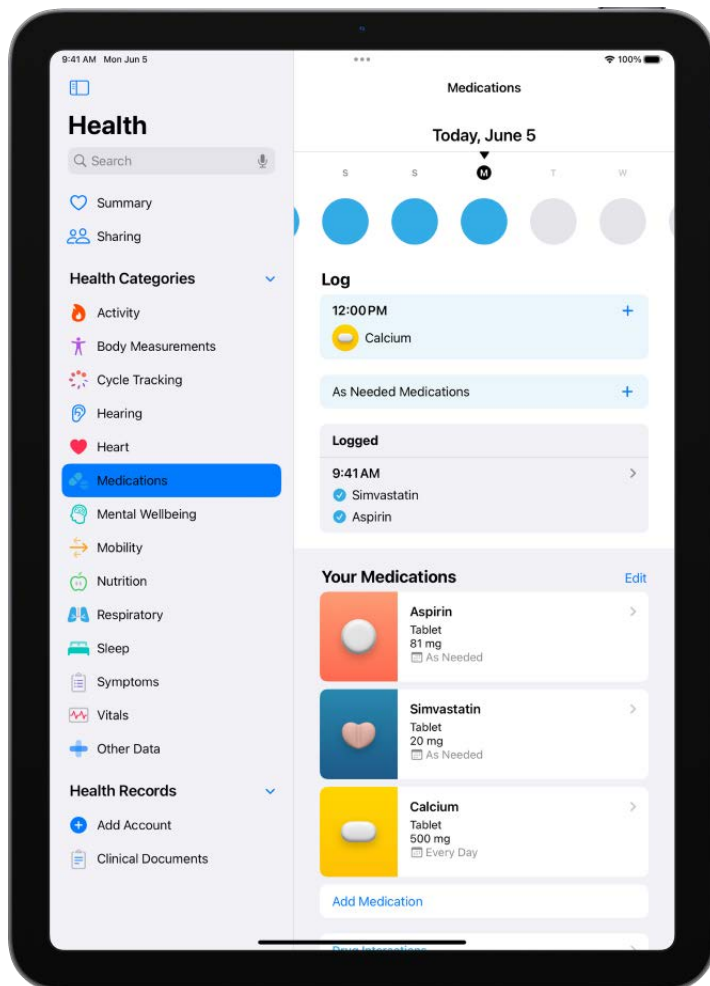 9:41 AM Mon Jun 5
100%
Health
Search
Summary
Sharing
Health Categories
Activity
Body Measurements
Cycle Tracking
Hearing
Heart
Medications
Mental Wellbeing
Mobility
Nutrition
Respiratory
Sleep
Symptoms
Vitals
Other Data
Health Records
Add Account
Clinical Documents
Medications
Today, June 5
S S M T W
Log
12:00 PM
Calcium
As Needed Medications
Logged
9:41 AM
Simvastatin
Aspirin
Your Medications
Edit
Aspirin
Tablet
81 mg
As Needed
Simvastatin
Tablet
20 mg
As Needed
Calcium
Tablet
500 mg
Every Day
Add Medication
Drug Interactions